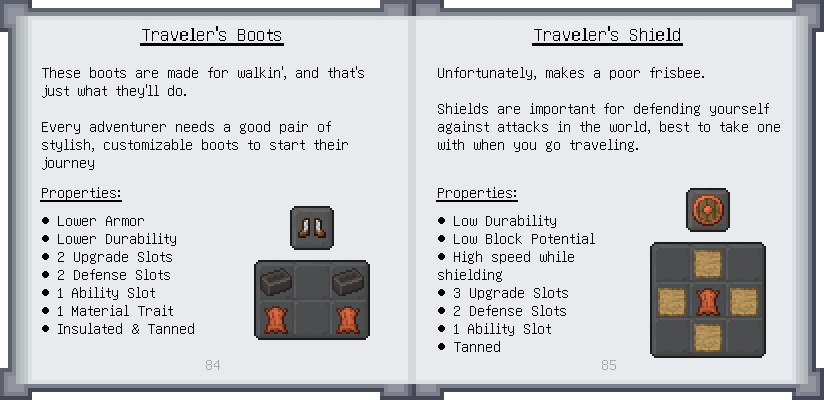 Traveler's Boots
These boots are made for walkin', and that's
just what they'll do.
Every adventurer needs a good pair of
stylish, customizable boots to start their
journey
Properties:
● Lower Armor
● Lower Durability
● 2 Upgrade Slots
● 2 Defense Slots
● 1 Ability Slot
● 1 Material Trait
● Insulated & Tanned
84
Traveler's Shield
Unfortunately, makes a poor frisbee.
Shields are important for defending yourself
against attacks in the world, best to take one
with when you go traveling.
Properties:
● Low Durability
● Low Block Potential
● High speed while
shielding
● 3 Upgrade Slots
● 2 Defense Slots
● 1 Ability Slot
● Tanned
85